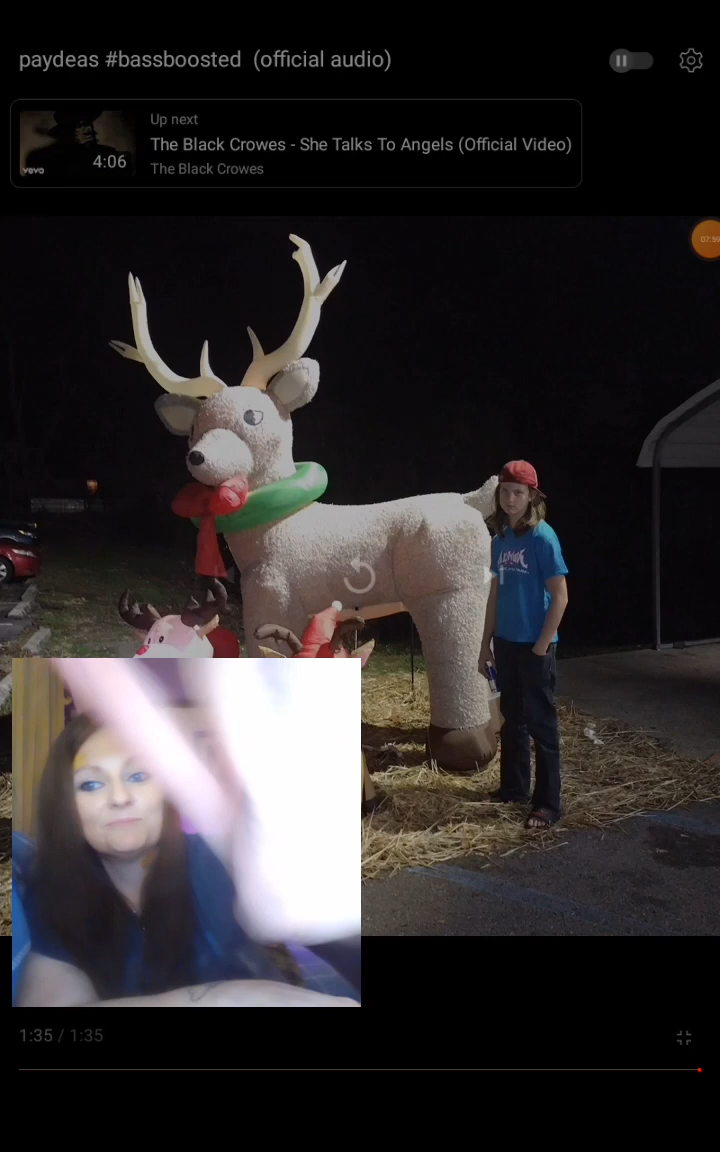 paydeas #bassboosted (official audio)
Up next
The Black Crowes - She Talks To Angels (Official Video)
The Black Crowes
4:06
vevo
1:35 / 1:35